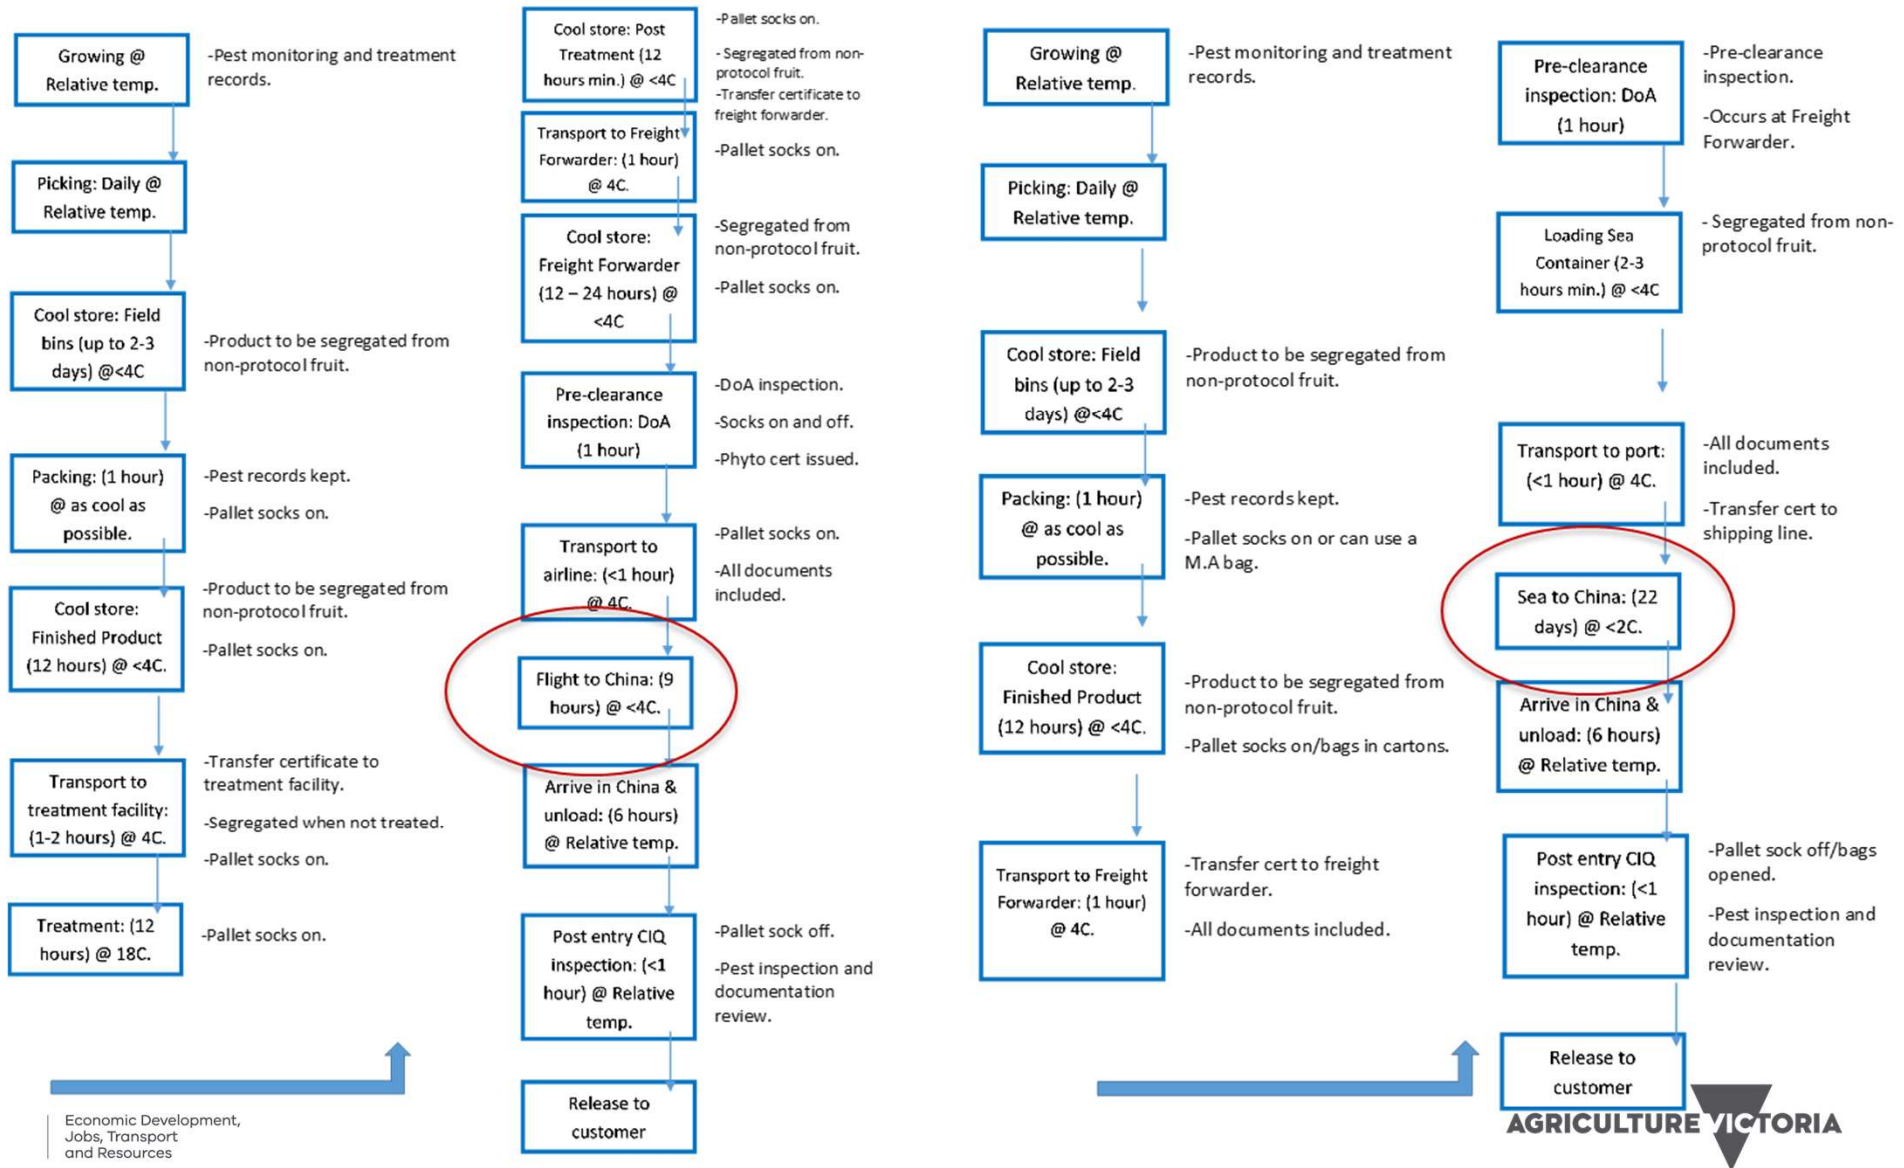 Growing @
Relative temp.
-Pest monitoring and treatment
records.
Picking: Daily @
Relative temp.
Cool store: Field
bins (up to 2-3
days) @<4C
-Product to be segregated from
non-protocol fruit.
Packing: (1 hour)
@ as cool as
possible.
-Pest records kept.
-Pallet socks on.
Cool store:
Finished Product
(12 hours) @ <4C.
-Product to be segregated from
non-protocol fruit.
-Pallet socks on.
Transport to
treatment facility:
(1-2 hours) @ 4C.
-Transfer certificate to
treatment facility.
-Segregated when not treated.
-Pallet socks on.
Treatment: (12
hours) @ 18C.
-Pallet socks on.
Cool store: Post
Treatment (12
hours min.) @ <4C
-Pallet socks on.
- Segregated from non-
protocol fruit.
-Transfer certificate to
freight forwarder.
Transport to Freight
Forwarder: (1 hour)
@ 4C.
-Pallet socks on.
Cool store:
Freight Forwarder
(12 – 24 hours) @
<4C
-Segregated from
non-protocol fruit.
-Pallet socks on.
Pre-clearance
inspection: DoA
(1 hour)
-DoA inspection.
-Socks on and off.
-Phyto cert issued.
Transport to
airline: (<1 hour)
@ 4C.
-Pallet socks on.
-All documents
included.
Flight to China: (9
hours) @ <4C.
Arrive in China &
unload: (6 hours)
@ Relative temp.
Post entry CIQ
inspection: (<1
hour) @ Relative
temp.
-Pallet sock off.
-Pest inspection and
documentation
review.
Release to
customer
Growing @
Relative temp.
-Pest monitoring and treatment
records.
Picking: Daily @
Relative temp.
Cool store: Field
bins (up to 2-3
days) @<4C
-Product to be segregated from
non-protocol fruit.
Packing: (1 hour)
@ as cool as
possible.
-Pest records kept.
-Pallet socks on or can use a
M.A bag.
Cool store:
Finished Product
(12 hours) @ <4C.
-Product to be segregated from
non-protocol fruit.
-Pallet socks on/bags in cartons.
Transport to Freight
Forwarder: (1 hour)
@ 4C.
-Transfer cert to freight
forwarder.
-All documents included.
Pre-clearance
inspection: DoA
(1 hour)
-Pre-clearance
inspection.
-Occurs at Freight
Forwarder.
Loading Sea
Container (2-3
hours min.) @ <4C
- Segregated from non-
protocol fruit.
Transport to port:
(<1 hour) @ 4C.
-All documents
included.
-Transfer cert to
shipping line.
Sea to China: (22
days) @ <2C.
Arrive in China &
unload: (6 hours)
@ Relative temp.
Post entry CIQ
inspection: (<1
hour) @ Relative
temp.
-Pallet sock off/bags
opened.
-Pest inspection and
documentation
review.
Release to
customer
Economic Development,
Jobs, Transport
and Resources
AGRICULTURE VICTORIA